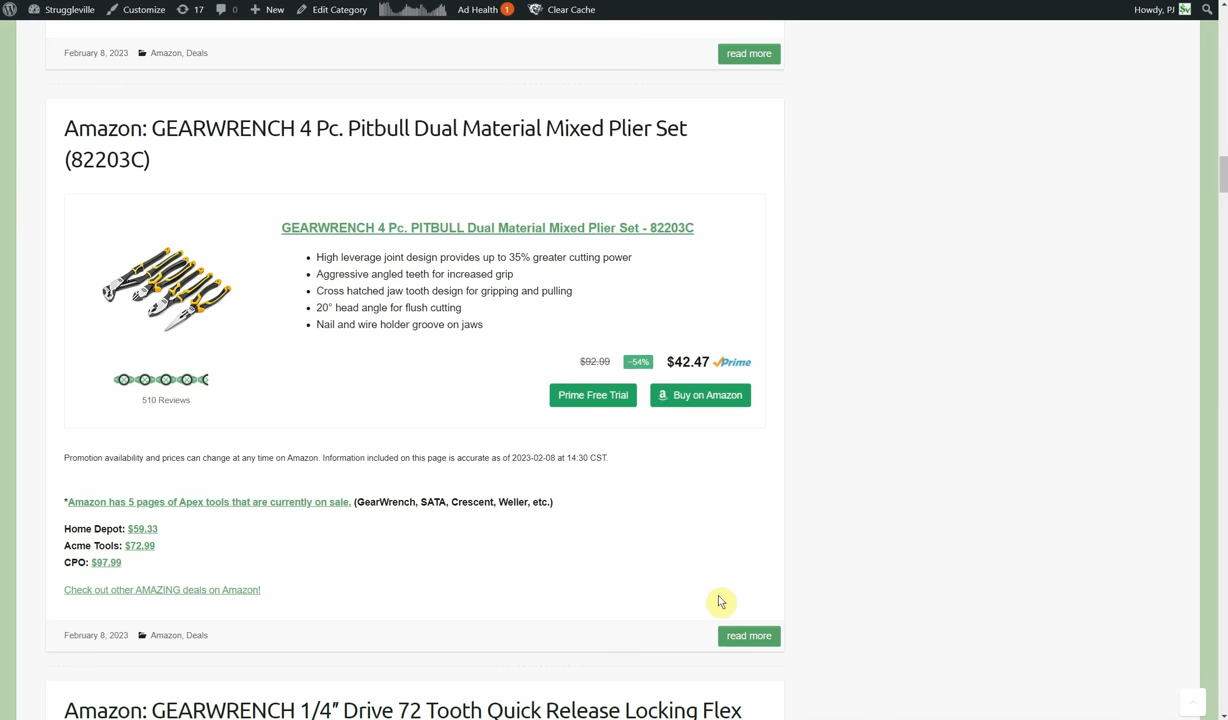 Struggleville Customize 17 0 New Edit Category Ad Health 1 Clear Cache Howdy, PJ
February 8, 2023 Amazon, Deals read more
Amazon: GEARWRENCH 4 Pc. Pitbull Dual Material Mixed Plier Set
(82203C)
GEARWRENCH 4 Pc. PITBULL Dual Material Mixed Plier Set - 82203C
• High leverage joint design provides up to 35% greater cutting power
• Aggressive angled teeth for increased grip
• Cross hatched jaw tooth design for gripping and pulling
• 20° head angle for flush cutting
• Nail and wire holder groove on jaws
$92.99 −54% $42.47 Prime
510 Reviews
Prime Free Trial Buy on Amazon
Promotion availability and prices can change at any time on Amazon. Information included on this page is accurate as of 2023-02-08 at 14:30 CST.
*Amazon has 5 pages of Apex tools that are currently on sale. (GearWrench, SATA, Crescent, Weller, etc.)
Home Depot: $59.33
Acme Tools: $72.99
CPO: $97.99
Check out other AMAZING deals on Amazon!
February 8, 2023 Amazon, Deals read more
Amazon: GEARWRENCH 1/4″ Drive 72 Tooth Quick Release Locking Flex